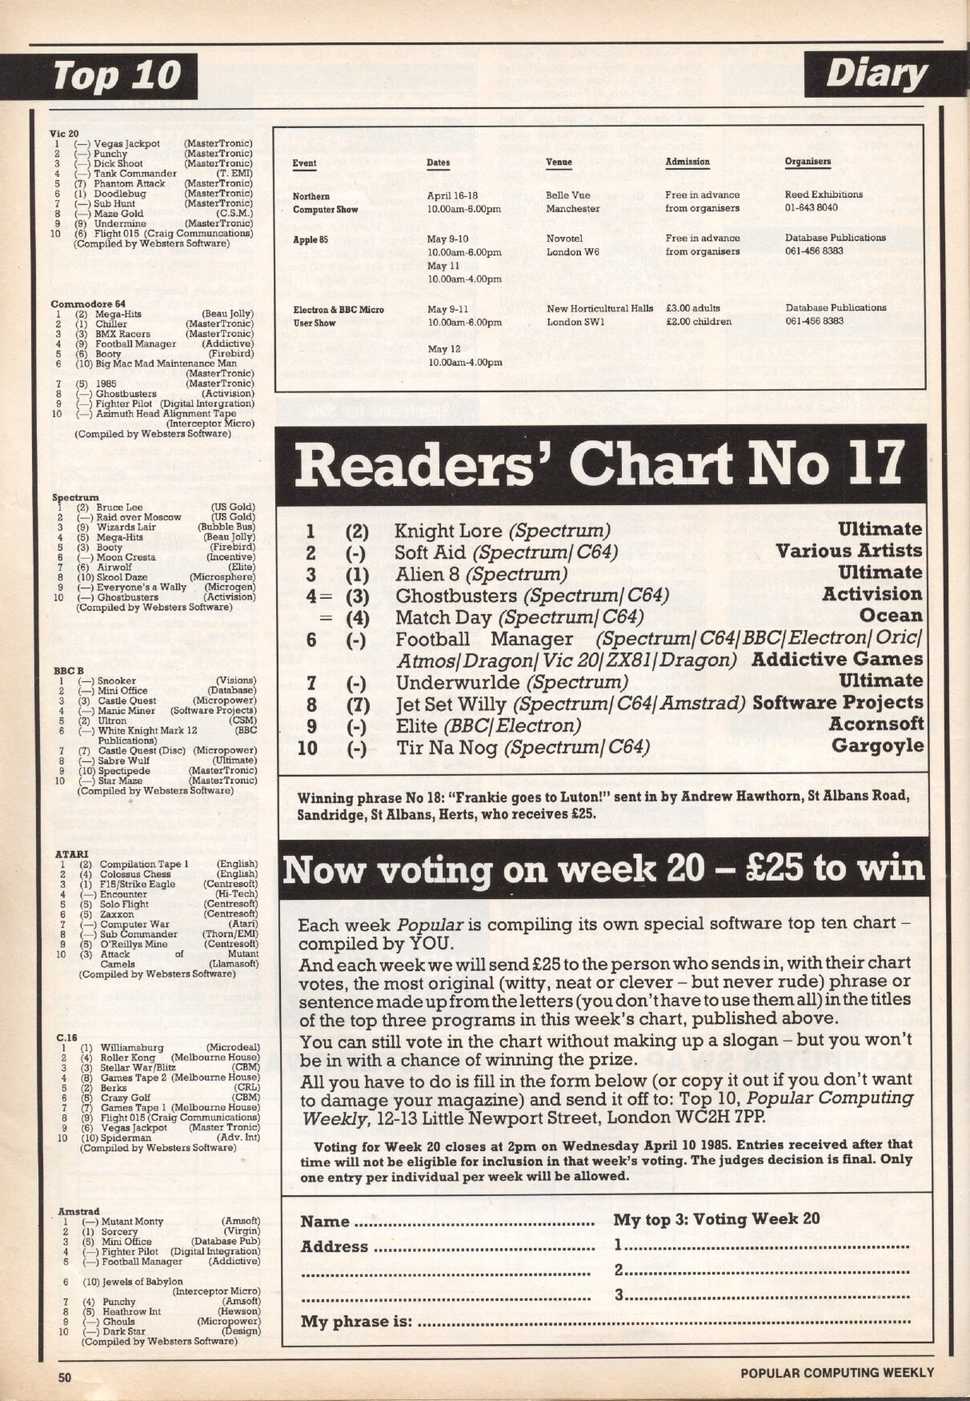 Top 10
Diary
Vic 20
1 (—) Vegas Jackpot (MasterTronic)
2 (—) Punchy (MasterTronic)
3 (—) Dick Shoot (MasterTronic)
4 (—) Tank Commander (T. EMI)
5 (7) Phantom Attack (MasterTronic)
6 (1) Doodlebug (MasterTronic)
7 (—) Sub Hunt (MasterTronic)
8 (—) Maze Gold (C.S.M.)
9 (9) Undermine (MasterTronic)
10 (6) Flight 015 (Craig Communcations)
(Compiled by Websters Software)
Commodore 64
1 (2) Mega-Hits (Beau Jolly)
2 (1) Chiller (MasterTronic)
3 (3) BMX Racers (MasterTronic)
4 (9) Football Manager (Addictive)
5 (6) Booty (Firebird)
6 (10) Big Mac Mad Maintenance Man
(MasterTronic)
7 (5) 1985 (MasterTronic)
8 (—) Ghostbusters (Activision)
9 (—) Fighter Pilot (Digital Intergration)
10 (—) Azimuth Head Alignment Tape
(Interceptor Micro)
(Compiled by Websters Software)
Spectrum
1 (2) Bruce Lee (US Gold)
2 (—) Raid over Moscow (US Gold)
3 (9) Wizards Lair (Bubble Bus)
4 (5) Mega-Hits (Beau Jolly)
5 (3) Booty (Firebird)
6 (—) Moon Cresta (Incentive)
7 (6) Airwolf (Elite)
8 (10) Skool Daze (Microsphere)
9 (—) Everyone's a Wally (Microgen)
10 (—) Ghostbusters (Activision)
(Compiled by Websters Software)
BBC B
1 (—) Snooker (Visions)
2 (—) Mini Office (Database)
3 (3) Castle Quest (Micropower)
4 (—) Manic Miner (Software Projects)
5 (2) Ultron (CSM)
6 (—) White Knight Mark 12 (BBC
Publications)
7 (7) Castle Quest (Disc) (Micropower)
8 (—) Sabre Wulf (Ultimate)
9 (10) Spectipede (MasterTronic)
10 (—) Star Maze (MasterTronic)
(Compiled by Websters Software)
ATARI
1 (2) Compilation Tape 1 (English)
2 (4) Colossus Chess (English)
3 (1) F15/Strike Eagle (Centresoft)
4 (—) Encounter (Hi-Tech)
5 (5) Solo Flight (Centresoft)
6 (5) Zaxxon (Centresoft)
7 (—) Computer War (Atari)
8 (—) Sub Commander (Thorn/EMI)
9 (5) O'Reillys Mine (Centresoft)
10 (3) Attack of Mutant
Camels (Llamasoft)
(Compiled by Websters Software)
C.16
1 (1) Williamsburg (Microdeal)
2 (4) Roller Kong (Melbourne House)
3 (3) Stellar War/Blitz (CBM)
4 (8) Games Tape 2 (Melbourne House)
5 (2) Berks (CRL)
6 (8) Crazy Golf (CBM)
7 (7) Games Tape 1 (Melbourne House)
8 (9) Flight 015 (Craig Communications)
9 (6) Vegas Jackpot (Master Tronic)
10 (10) Spiderman (Adv. Int)
(Compiled by Websters Software)
Amstrad
1 (—) Mutant Monty (Amsoft)
2 (1) Sorcery (Virgin)
3 (5) Mini Office (Database Pub)
4 (—) Fighter Pilot (Digital Integration)
5 (—) Football Manager (Addictive)
6 (10) Jewels of Babylon
(Interceptor Micro)
7 (4) Punchy (Amsoft)
8 (5) Heathrow Int (Hewson)
9 (—) Ghouls (Micropower)
10 (—) Dark Star (Design)
(Compiled by Websters Software)
Event Dates Venue Admission Organisers
Northern April 16-18 Belle Vue Free in advance Reed Exhibitions
Computer Show 10.00am-6.00pm Manchester from organisers 01-643 8040
Apple 85 May 9-10 Novotel Free in advance Database Publications
10.00am-6.00pm London W6 from organisers 061-456 8383
May 11
10.00am-4.00pm
Electron & BBC Micro May 9-11 New Horticultural Halls £3.00 adults Database Publications
User Show 10.00am-6.00pm London SW1 £2.00 children 061-456 8383
May 12
10.00am-4.00pm
Readers' Chart No 17
1 (2) Knight Lore (Spectrum) Ultimate
2 (-) Soft Aid (Spectrum/C64) Various Artists
3 (1) Alien 8 (Spectrum) Ultimate
4= (3) Ghostbusters (Spectrum/C64) Activision
= (4) Match Day (Spectrum/C64) Ocean
6 (-) Football Manager (Spectrum/C64/BBC/Electron/Oric/
Atmos/Dragon/Vic 20/ZX81/Dragon) Addictive Games
7 (-) Underwurlde (Spectrum) Ultimate
8 (7) Jet Set Willy (Spectrum/C64/Amstrad) Software Projects
9 (-) Elite (BBC/Electron) Acornsoft
10 (-) Tir Na Nog (Spectrum/C64) Gargoyle
Winning phrase No 18: "Frankie goes to Luton!" sent in by Andrew Hawthorn, St Albans Road,
Sandridge, St Albans, Herts, who receives £25.
Now voting on week 20 – £25 to win
Each week Popular is compiling its own special software top ten chart –
compiled by YOU.
And each week we will send £25 to the person who sends in, with their chart
votes, the most original (witty, neat or clever – but never rude) phrase or
sentence made up from the letters (you don't have to use them all) in the titles
of the top three programs in this week's chart, published above.
You can still vote in the chart without making up a slogan – but you won't
be in with a chance of winning the prize.
All you have to do is fill in the form below (or copy it out if you don't want
to damage your magazine) and send it off to: Top 10, Popular Computing
Weekly, 12-13 Little Newport Street, London WC2H 7PP.
Voting for Week 20 closes at 2pm on Wednesday April 10 1985. Entries received after that
time will not be eligible for inclusion in that week's voting. The judges decision is final. Only
one entry per individual per week will be allowed.
Name ........ My top 3: Voting Week 20
Address ........ 1........
........ 2........
........ 3........
My phrase is: ........
50
POPULAR COMPUTING WEEKLY